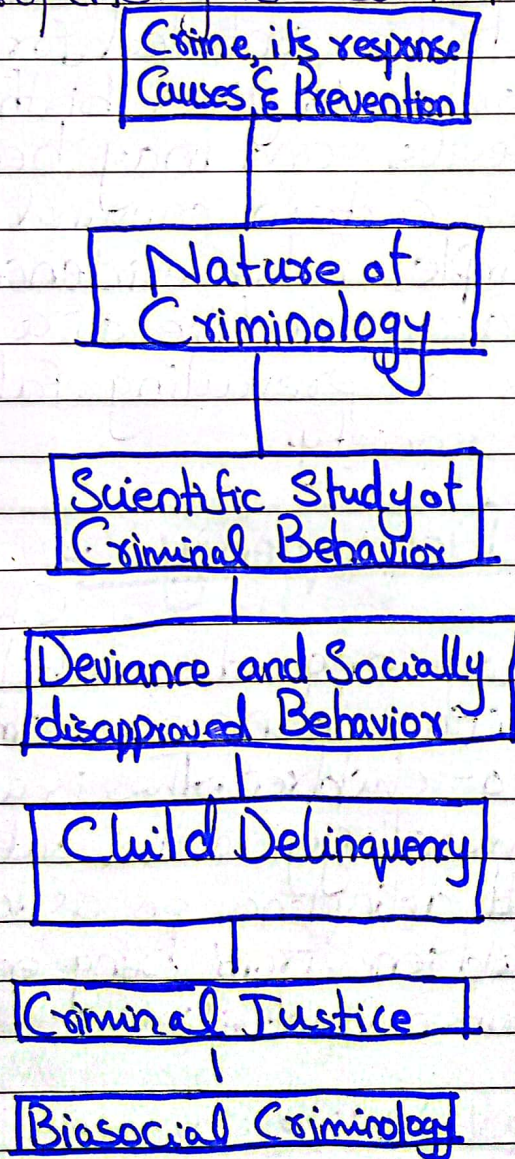 Crime, its response
Causes, & Prevention
Nature of
Criminology
Scientific Study of
Criminal Behavior
Deviance and Socially
disapproved Behavior
Child Delinquency
Criminal Justice
Biosocial Criminology